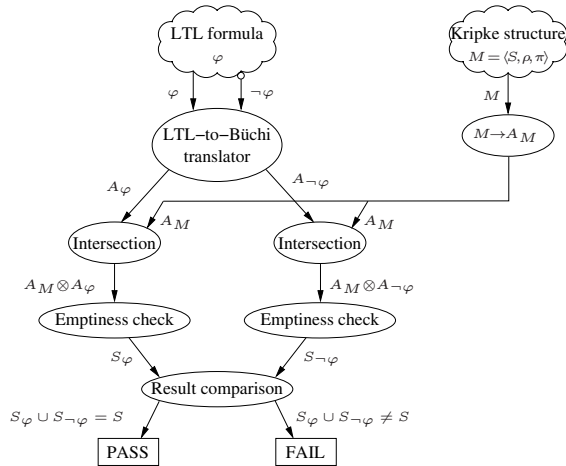 LTL formula
φ
Kripke structure
M = ⟨S, ρ, π⟩
φ
¬φ
M
LTL−to−Büchi
translator
M→A_M
A_φ
A_¬φ
A_M
A_M
Intersection
Intersection
A_M ⊗ A_φ
A_M ⊗ A_¬φ
Emptiness check
Emptiness check
S_φ
S_¬φ
Result comparison
S_φ ∪ S_¬φ = S
S_φ ∪ S_¬φ ≠ S
PASS
FAIL